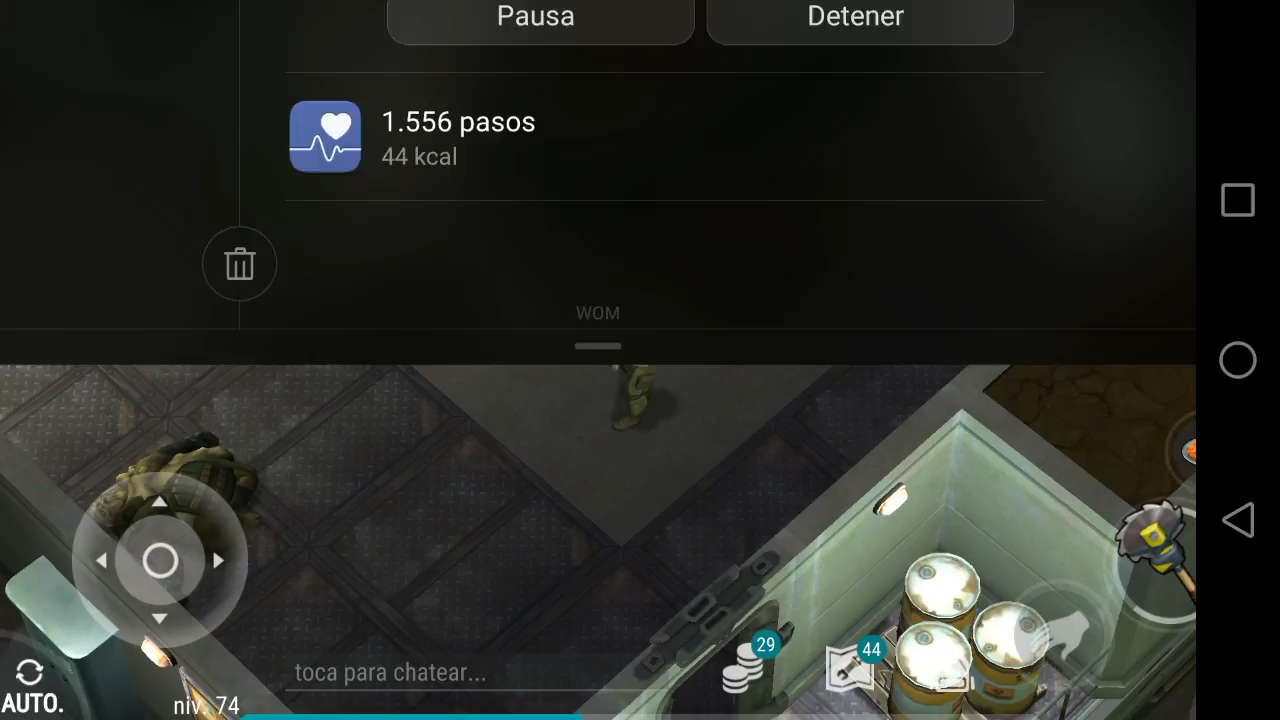 Pausa
Detener
1.556 pasos
44 kcal
WOM
toca para chatear...
29
44
AUTO.
niv. 74